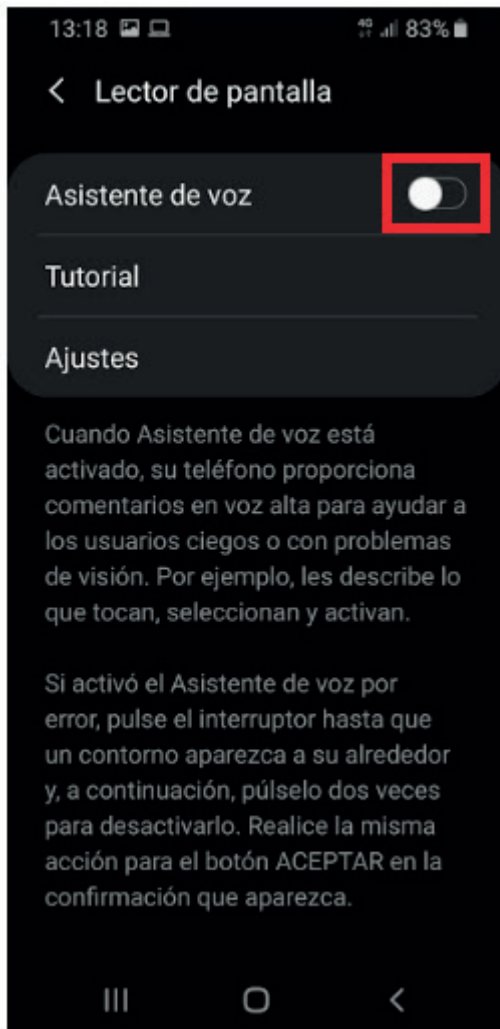 13:18 4G 83%
Lector de pantalla
Asistente de voz
Tutorial
Ajustes
Cuando Asistente de voz está
activado, su teléfono proporciona
comentarios en voz alta para ayudar a
los usuarios ciegos o con problemas
de visión. Por ejemplo, les describe lo
que tocan, seleccionan y activan.
Si activó el Asistente de voz por
error, pulse el interruptor hasta que
un contorno aparezca a su alrededor
y, a continuación, púlselo dos veces
para desactivarlo. Realice la misma
acción para el botón ACEPTAR en la
confirmación que aparezca.